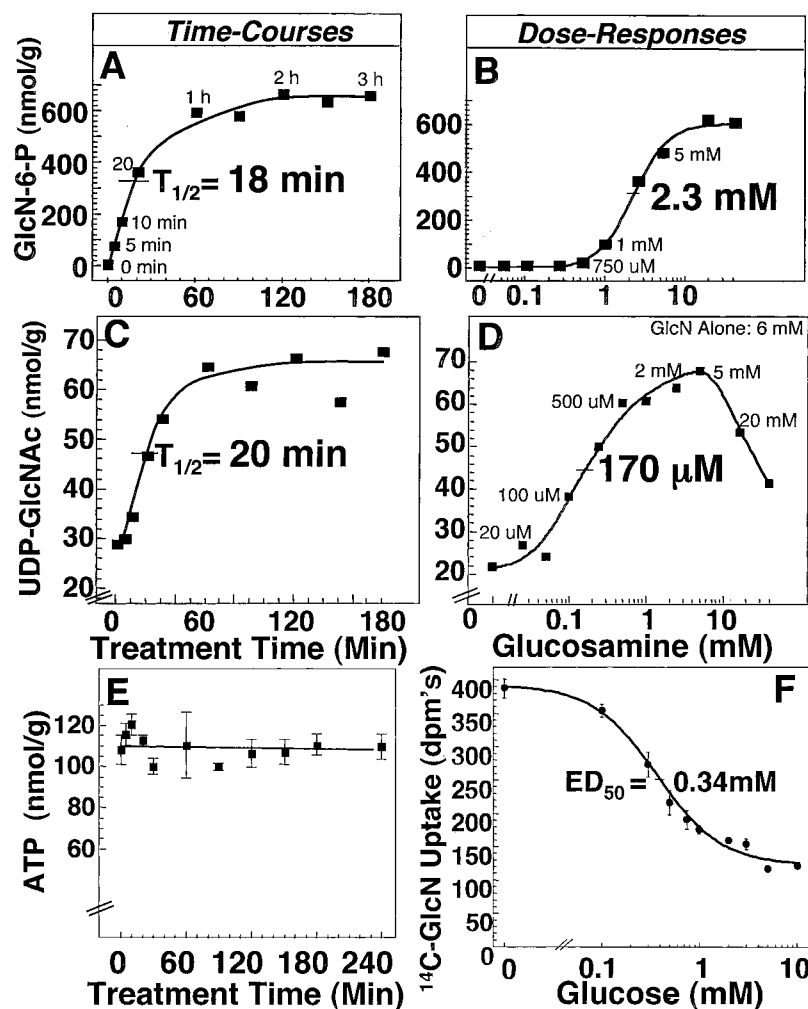 Time-Courses
Dose-Responses
A
GlcN-6-P (nmol/g)
600
400
200
0
1 h
2 h
3 h
20
T1/2= 18 min
10 min
5 min
0 min
0 60 120 180
B
600
400
200
0
5 mM
2.3 mM
1 mM
750 uM
0 0.1 1 10
C
UDP-GlcNAc (nmol/g)
70
60
50
40
30
20
T1/2= 20 min
0 60 120 180
Treatment Time (Min)
D
GlcN Alone: 6 mM
70
60
50
40
30
20
2 mM
5 mM
500 uM
20 mM
170 µM
100 uM
20 uM
0 0.1 1 10
Glucosamine (mM)
E
ATP (nmol/g)
120
100
80
60
0 60 120 180 240
Treatment Time (Min)
F
14C-GlcN Uptake (dpm's)
400
350
300
250
200
150
100
50
0
ED50 = 0.34mM
0 0.1 1 10
Glucose (mM)